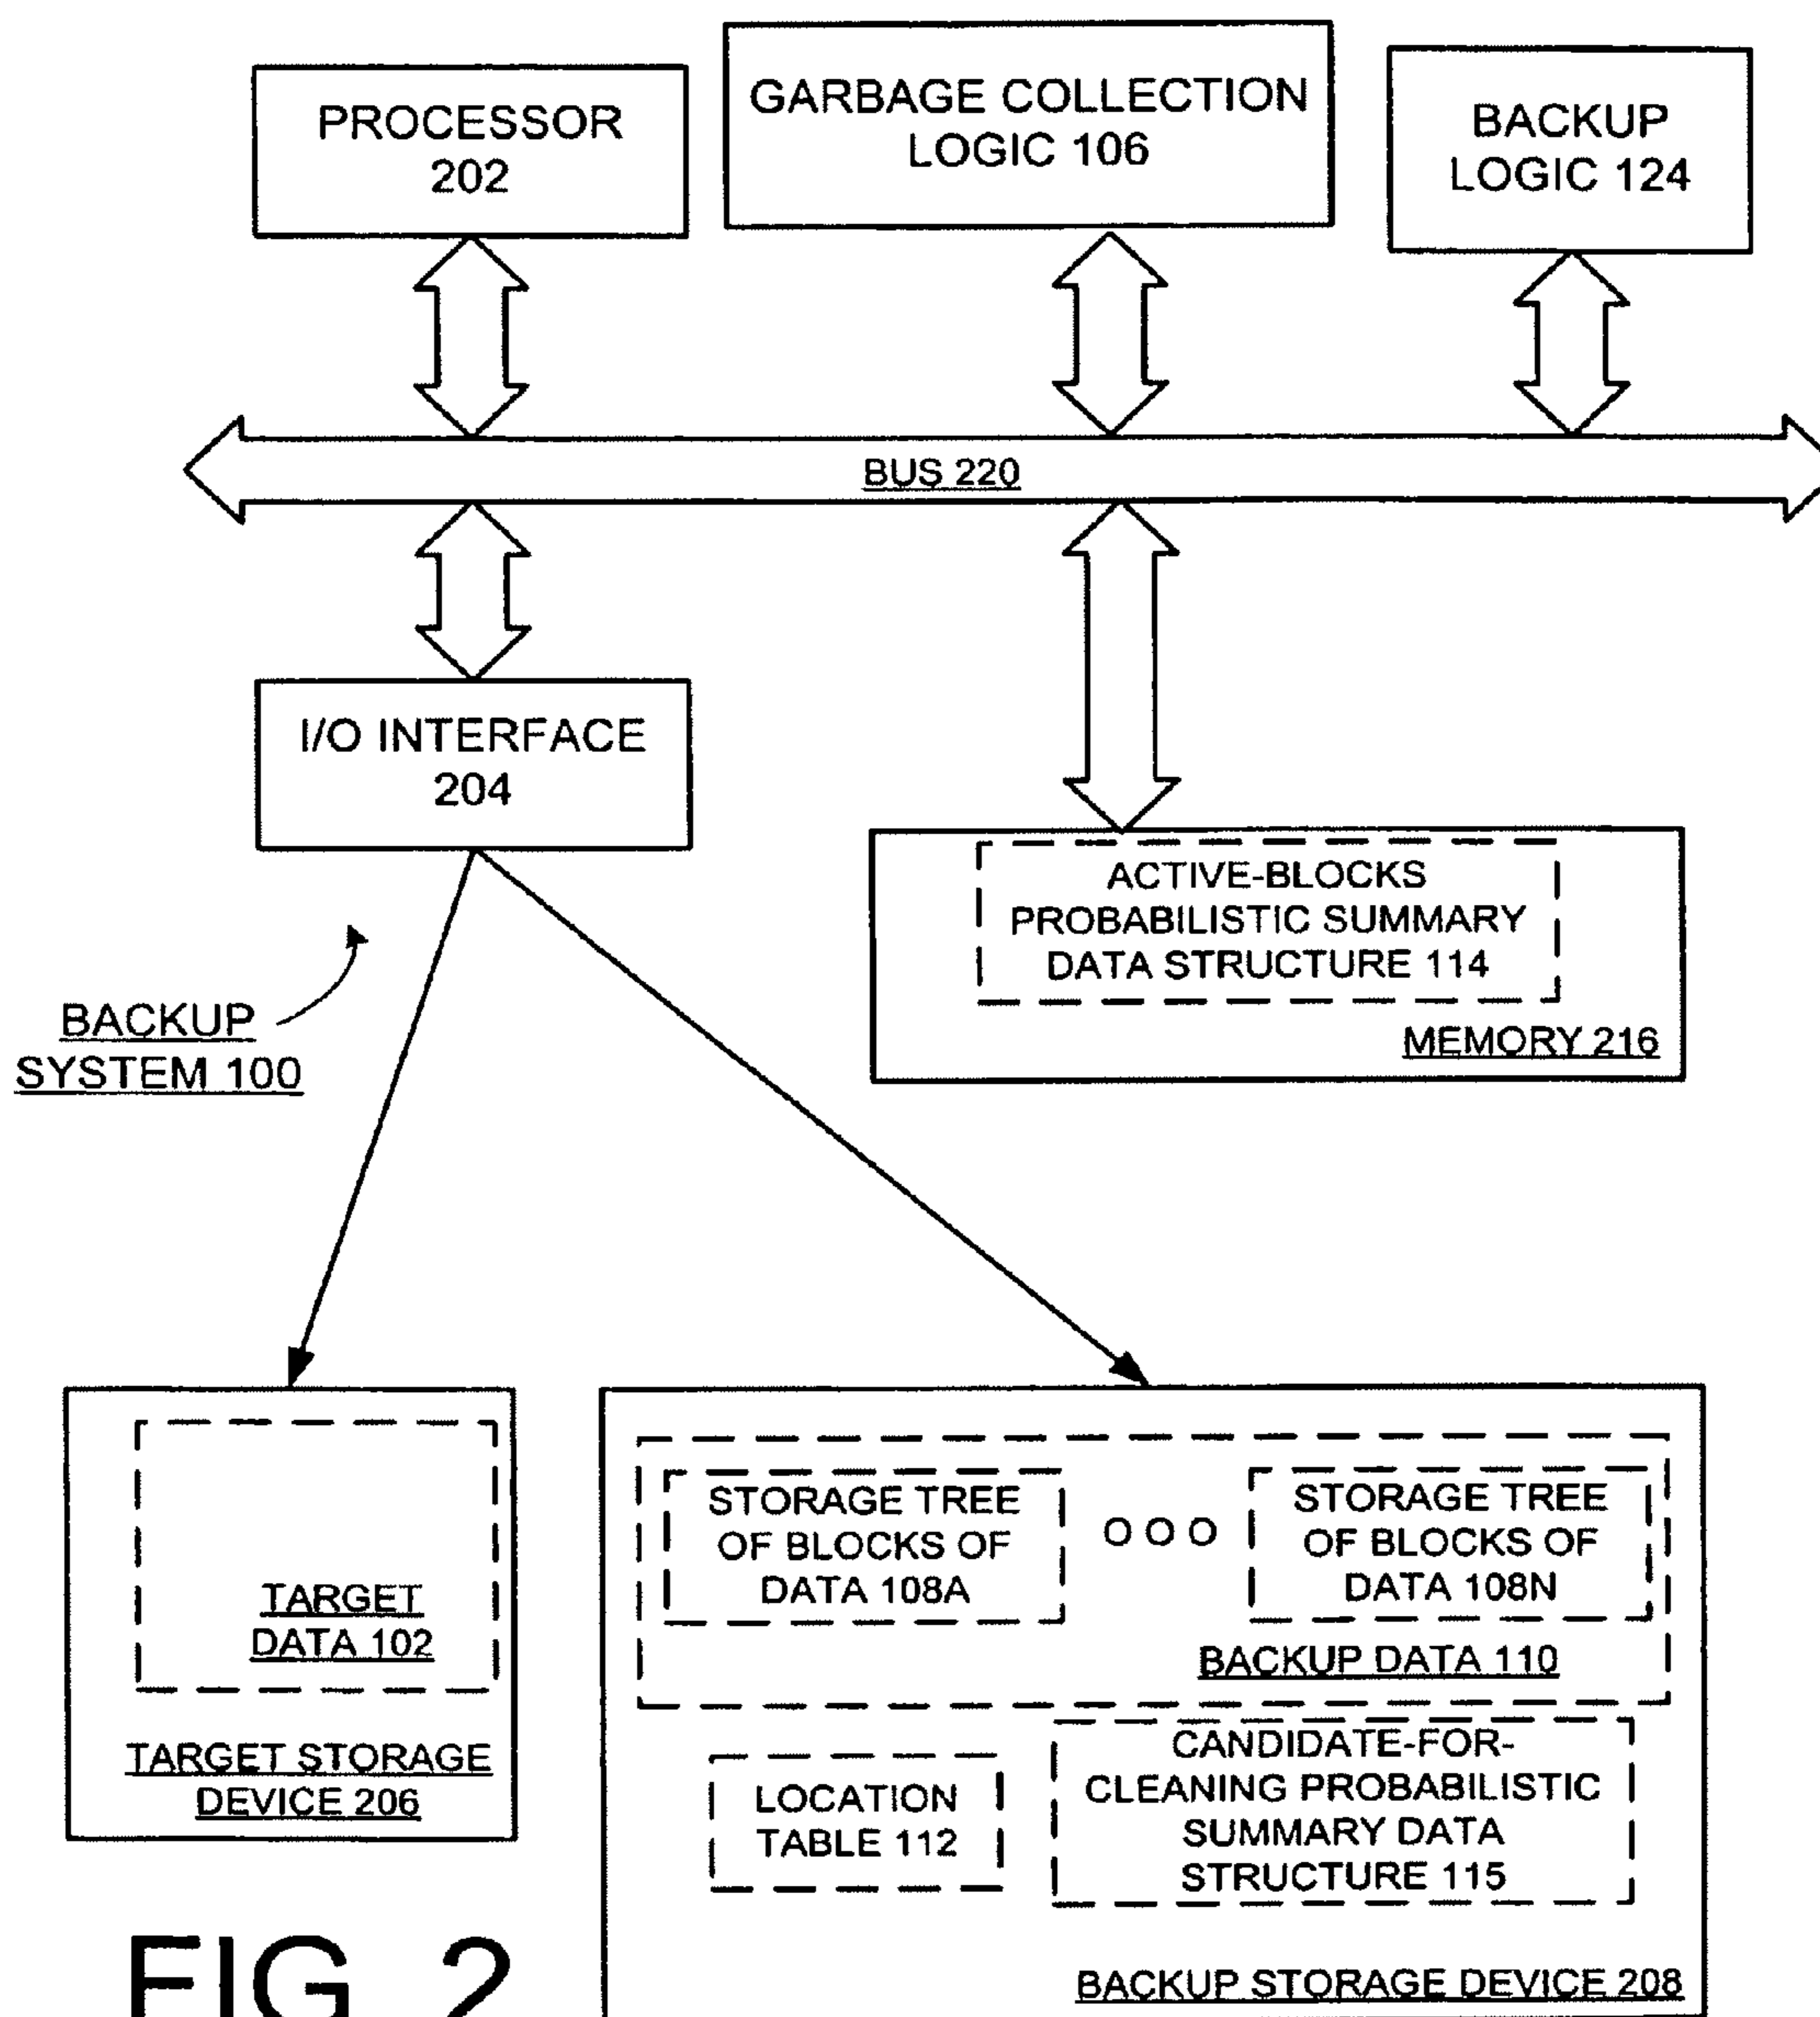 PROCESSOR
202
GARBAGE COLLECTION
LOGIC 106
BACKUP
LOGIC 124
BUS 220
I/O INTERFACE
204
ACTIVE-BLOCKS
PROBABILISTIC SUMMARY
DATA STRUCTURE 114
MEMORY 216
BACKUP
SYSTEM 100
TARGET
DATA 102
TARGET STORAGE
DEVICE 206
STORAGE TREE
OF BLOCKS OF
DATA 108A
O O O
STORAGE TREE
OF BLOCKS OF
DATA 108N
BACKUP DATA 110
LOCATION
TABLE 112
CANDIDATE-FOR-
CLEANING PROBABILISTIC
SUMMARY DATA
STRUCTURE 115
BACKUP STORAGE DEVICE 208
FIG. 2